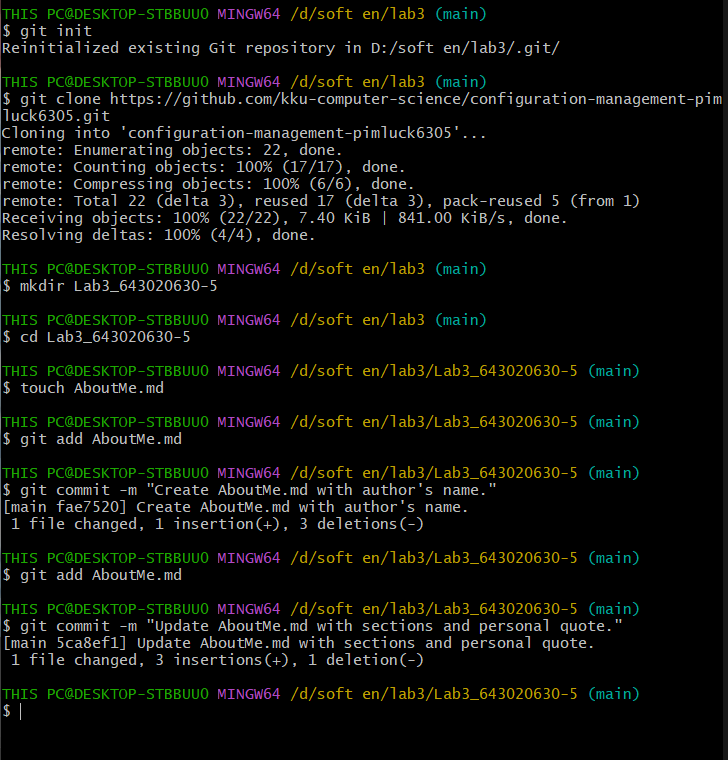 THIS PC@DESKTOP-STBBUUO MINGW64 /d/soft en/lab3 (main)
$ git init
Reinitialized existing Git repository in D:/soft en/lab3/.git/
THIS PC@DESKTOP-STBBUUO MINGW64 /d/soft en/lab3 (main)
$ git clone https://github.com/kku-computer-science/configuration-management-pim
luck6305.git
Cloning into 'configuration-management-pimluck6305'...
remote: Enumerating objects: 22, done.
remote: Counting objects: 100% (17/17), done.
remote: Compressing objects: 100% (6/6), done.
remote: Total 22 (delta 3), reused 17 (delta 3), pack-reused 5 (from 1)
Receiving objects: 100% (22/22), 7.40 KiB | 841.00 KiB/s, done.
Resolving deltas: 100% (4/4), done.
THIS PC@DESKTOP-STBBUUO MINGW64 /d/soft en/lab3 (main)
$ mkdir Lab3_643020630-5
THIS PC@DESKTOP-STBBUUO MINGW64 /d/soft en/lab3 (main)
$ cd Lab3_643020630-5
THIS PC@DESKTOP-STBBUUO MINGW64 /d/soft en/lab3/Lab3_643020630-5 (main)
$ touch AboutMe.md
THIS PC@DESKTOP-STBBUUO MINGW64 /d/soft en/lab3/Lab3_643020630-5 (main)
$ git add AboutMe.md
THIS PC@DESKTOP-STBBUUO MINGW64 /d/soft en/lab3/Lab3_643020630-5 (main)
$ git commit -m "Create AboutMe.md with author's name."
[main fae7520] Create AboutMe.md with author's name.
1 file changed, 1 insertion(+), 3 deletions(-)
THIS PC@DESKTOP-STBBUUO MINGW64 /d/soft en/lab3/Lab3_643020630-5 (main)
$ git add AboutMe.md
THIS PC@DESKTOP-STBBUUO MINGW64 /d/soft en/lab3/Lab3_643020630-5 (main)
$ git commit -m "Update AboutMe.md with sections and personal quote."
[main 5ca8ef1] Update AboutMe.md with sections and personal quote.
1 file changed, 3 insertions(+), 1 deletion(-)
THIS PC@DESKTOP-STBBUUO MINGW64 /d/soft en/lab3/Lab3_643020630-5 (main)
$